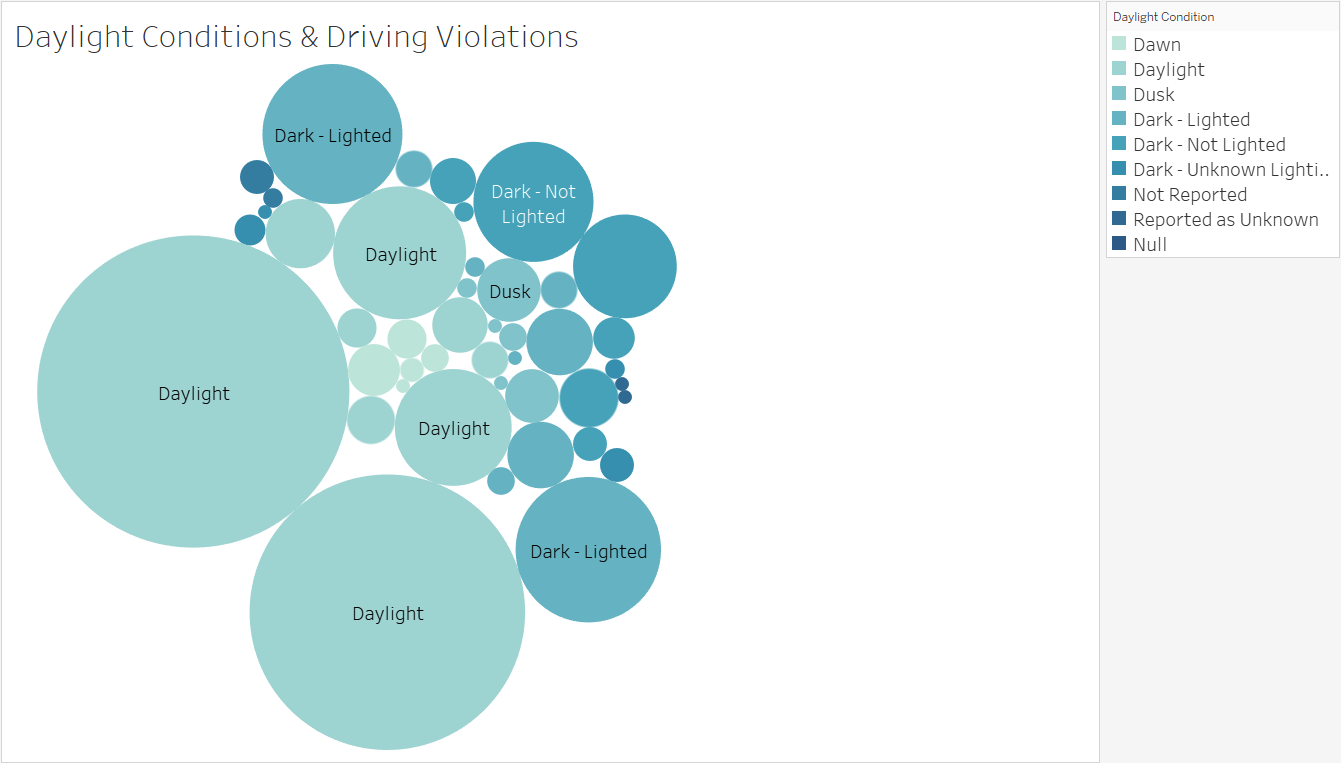 Daylight Conditions & Driving Violations
Dark - Lighted
Dark - Not
Lighted
Daylight
Dusk
Daylight
Daylight
Dark - Lighted
Daylight
Daylight Condition
Dawn
Daylight
Dusk
Dark - Lighted
Dark - Not Lighted
Dark - Unknown Lighti..
Not Reported
Reported as Unknown
Null